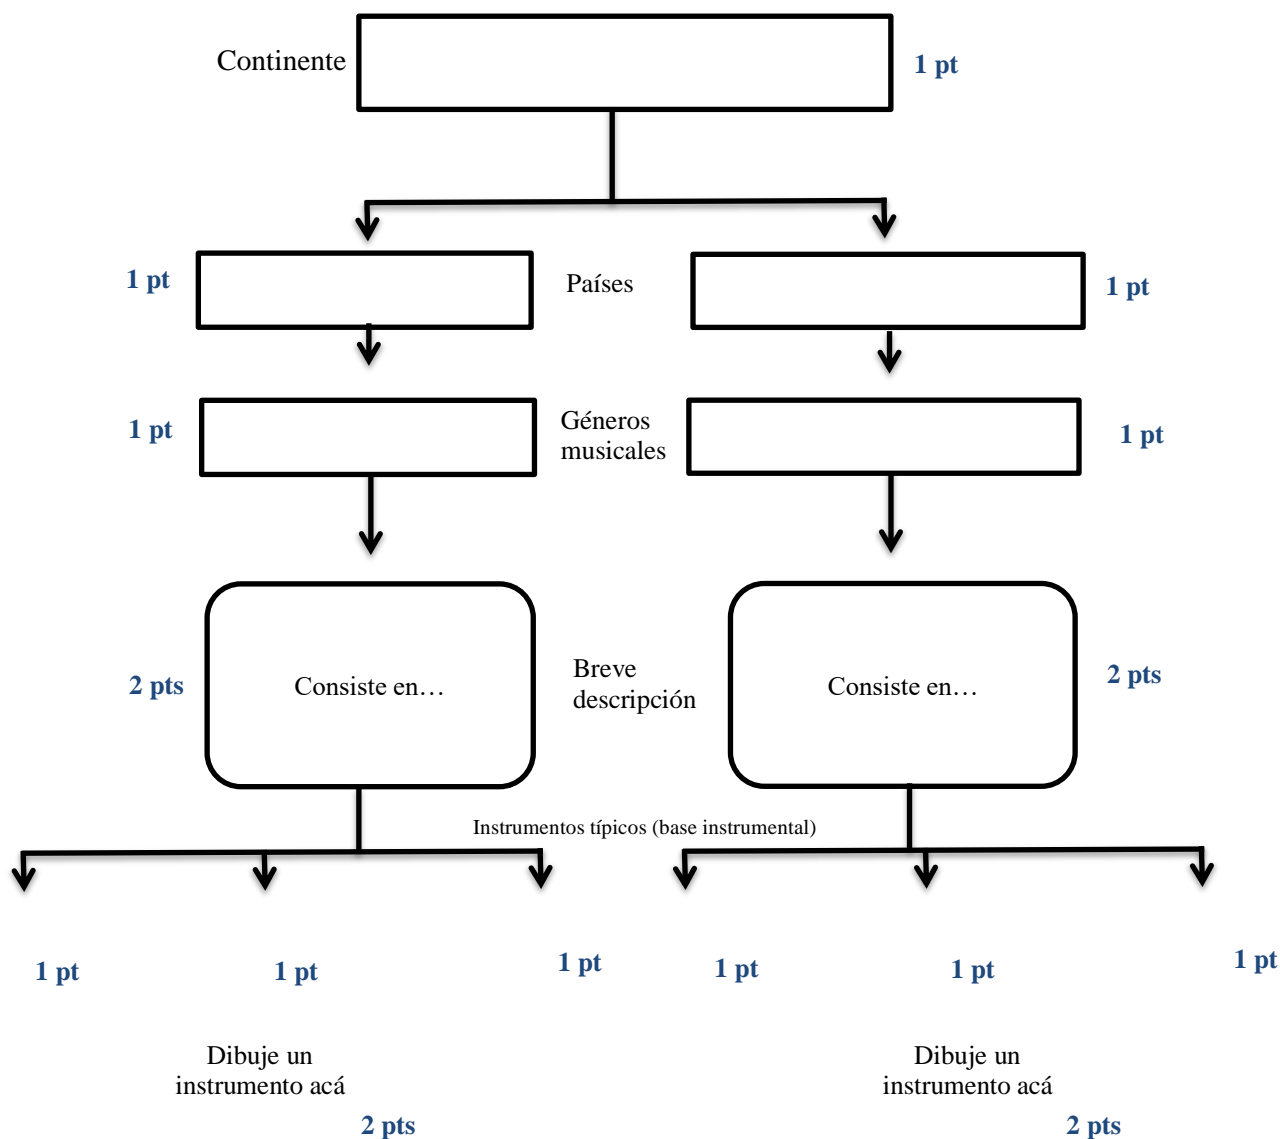 Continente
1 pt
1 pt
Países
1 pt
1 pt
Géneros
musicales
1 pt
2 pts
Consiste en…
Breve
descripción
Consiste en…
2 pts
Instrumentos típicos (base instrumental)
1 pt
1 pt
1 pt
1 pt
1 pt
1 pt
Dibuje un
instrumento acá
2 pts
Dibuje un
instrumento acá
2 pts